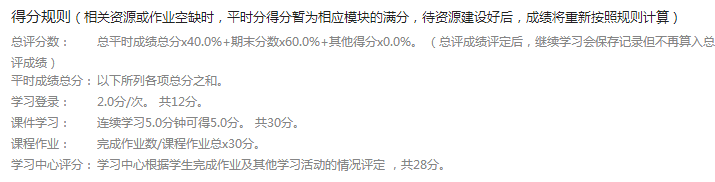 得分规则（相关资源或作业空缺时，平时分得分暂为相应模块的满分，待资源建设好后，成绩将重新按照规则计算）
总评分数： 总平时成绩总分x40.0%+期末分数x60.0%+其他得分x0.0%。 （总评成绩评定后，继续学习会保存记录但不再算入总
评成绩）
平时成绩总分： 以下所列各项总分之和。
学习登录： 2.0分/次。 共12分。
课件学习： 连续学习5.0分钟可得5.0分。 共30分。
课程作业： 完成作业数/课程作业总x30分。
学习中心评分： 学习中心根据学生完成作业及其他学习活动的情况评定 ，共28分。